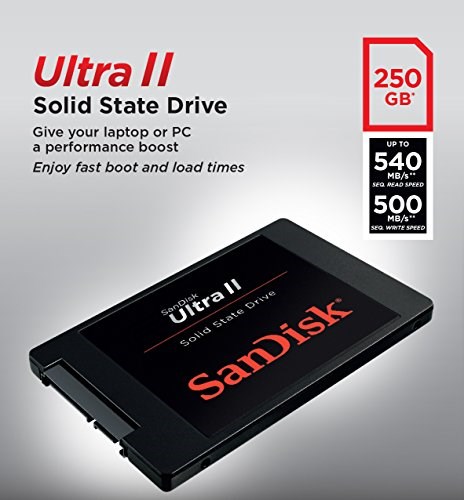 Ultra II
Solid State Drive
Give your laptop or PC
a performance boost
Enjoy fast boot and load times
250
GB*
UP TO
540
MB/s**
SEQ. READ SPEED
500
MB/s**
SEQ. WRITE SPEED
SanDisk
Ultra II
Solid State Drive
SanDisk®